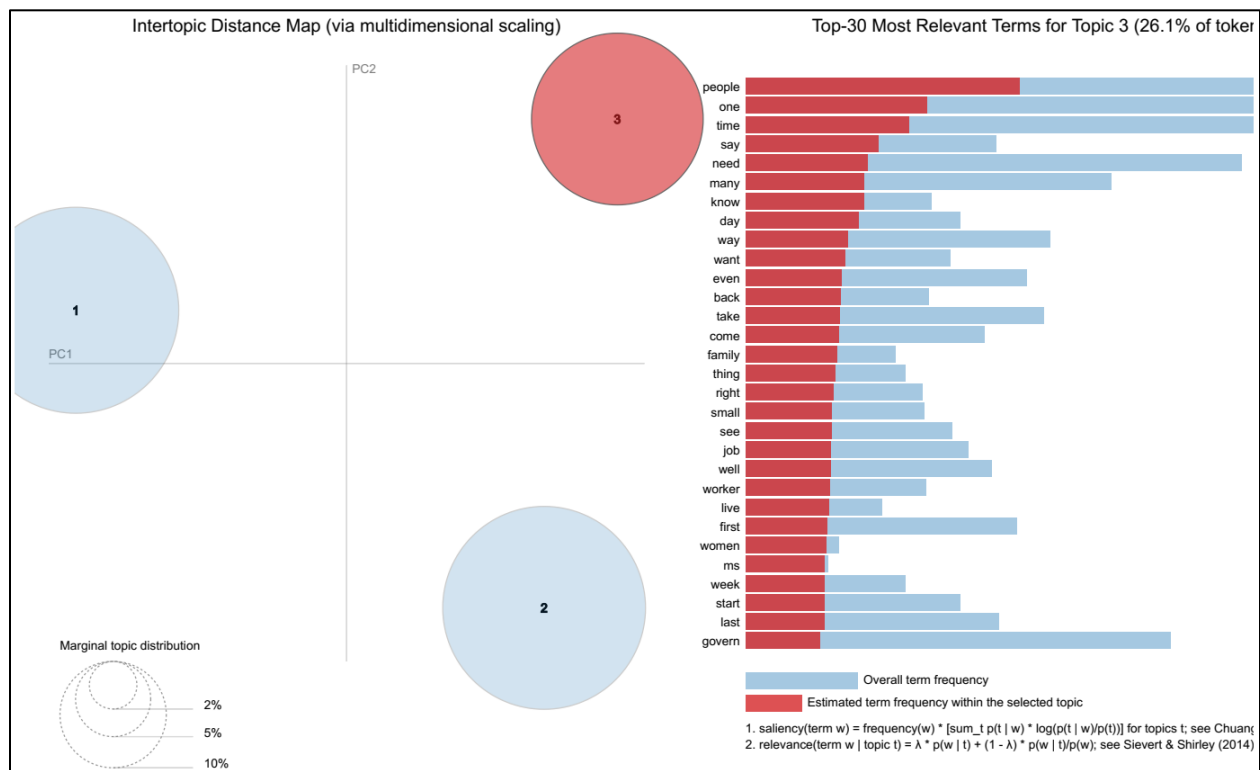 Intertopic Distance Map (via multidimensional scaling)
PC2
PC1
1
2
3
Marginal topic distribution
2%
5%
10%
Top-30 Most Relevant Terms for Topic 3 (26.1% of token
people
one
time
say
need
many
know
day
way
want
even
back
take
come
family
thing
right
small
see
job
well
worker
live
first
women
ms
week
start
last
govern
Overall term frequency
Estimated term frequency within the selected topic
1. saliency(term w) = frequency(w) * [sum_t p(t | w) * log(p(t | w)/p(t))] for topics t; see Chuang
2. relevance(term w | topic t) = λ * p(w | t) + (1 - λ) * p(w | t)/p(w); see Sievert & Shirley (2014)